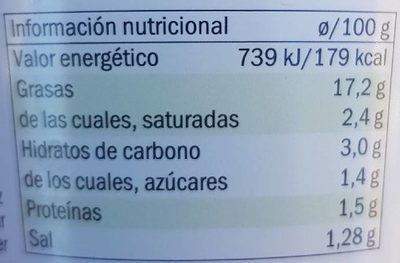 Información nutricional ø/100 g
Valor energético 739 kJ/179 kcal
Grasas 17,2 g
de las cuales, saturadas 2,4 g
Hidratos de carbono 3,0 g
de los cuales, azúcares 1,4 g
Proteínas 1,5 g
Sal 1,28 g